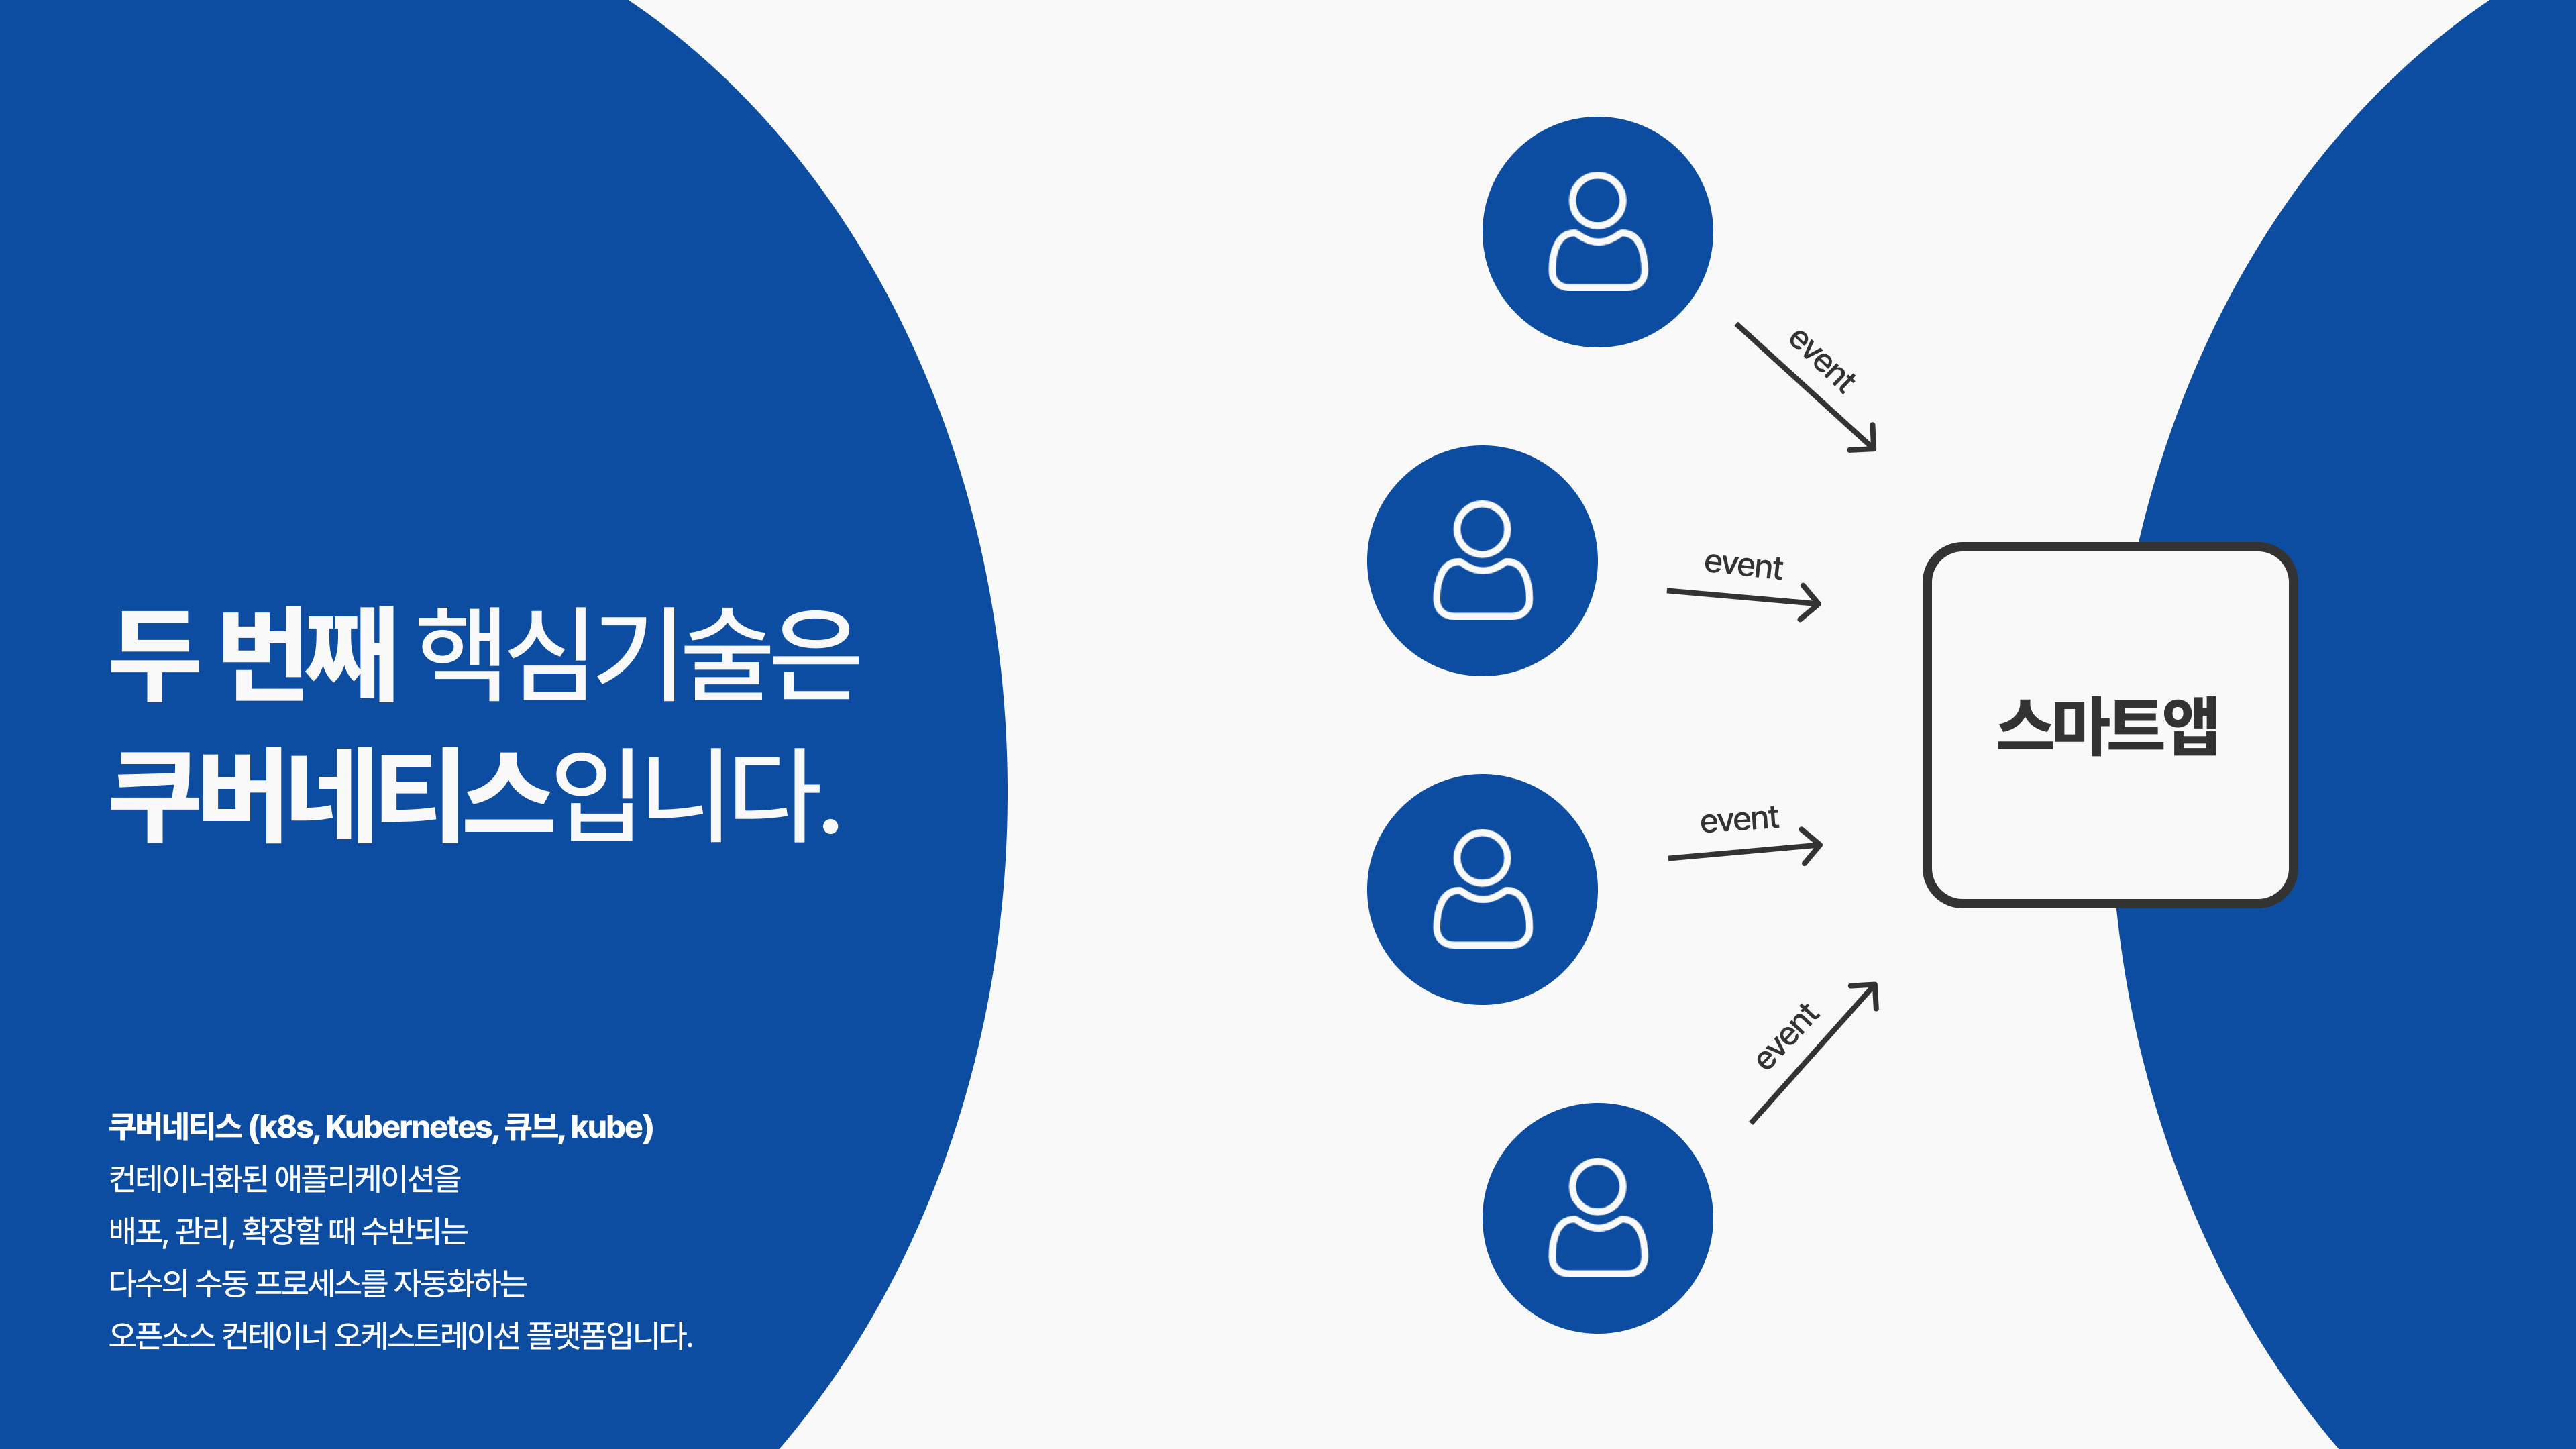 두 번째 핵심기술은
쿠버네티스입니다.
쿠버네티스 (k8s, Kubernetes, 큐브, kube)
컨테이너화된 애플리케이션을
배포, 관리, 확장할 때 수반되는
다수의 수동 프로세스를 자동화하는
오픈소스 컨테이너 오케스트레이션 플랫폼입니다.
event
event
event
event
스마트앱